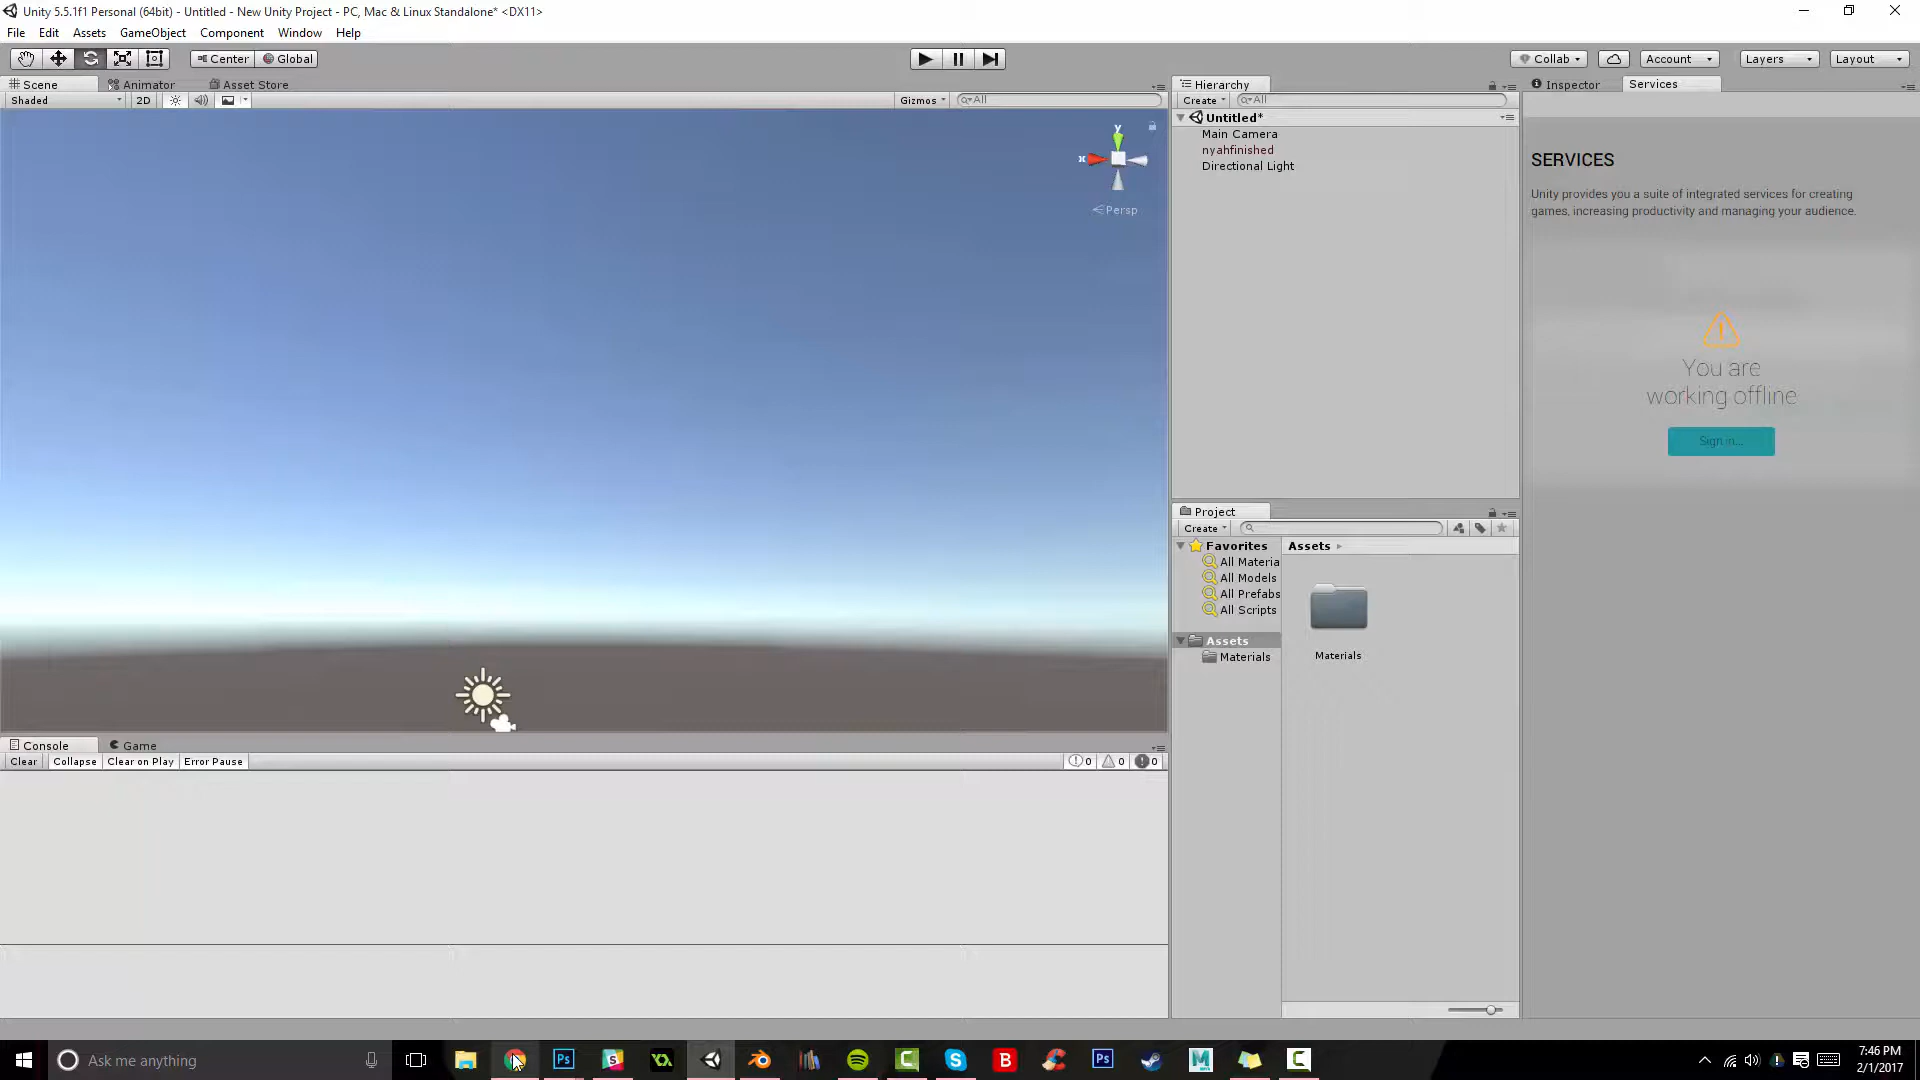 Unity 5.5.1f1 Personal (64bit) - Untitled - New Unity Project - PC, Mac & Linux Standalone* <DX11>
File Edit Assets GameObject Component Window Help
Center Global Collab Account Layers Layout
Scene Animator Asset Store
Shaded 2D Gizmos All
y
x
Persp
Hierarchy
Create All
Untitled*
Main Camera
nyahfinished
Directional Light
Inspector Services
SERVICES
Unity provides you a suite of integrated services for creating
games, increasing productivity and managing your audience.
You are
working offline
Sign in...
Project
Create
Favorites
All Materia
All Models
All Prefabs
All Scripts
Assets
Materials
Assets
Materials
Console Game
Clear Collapse Clear on Play Error Pause 0 0 0
Ask me anything
Ps
S
Ps
B
M
7:46 PM
2/1/2017